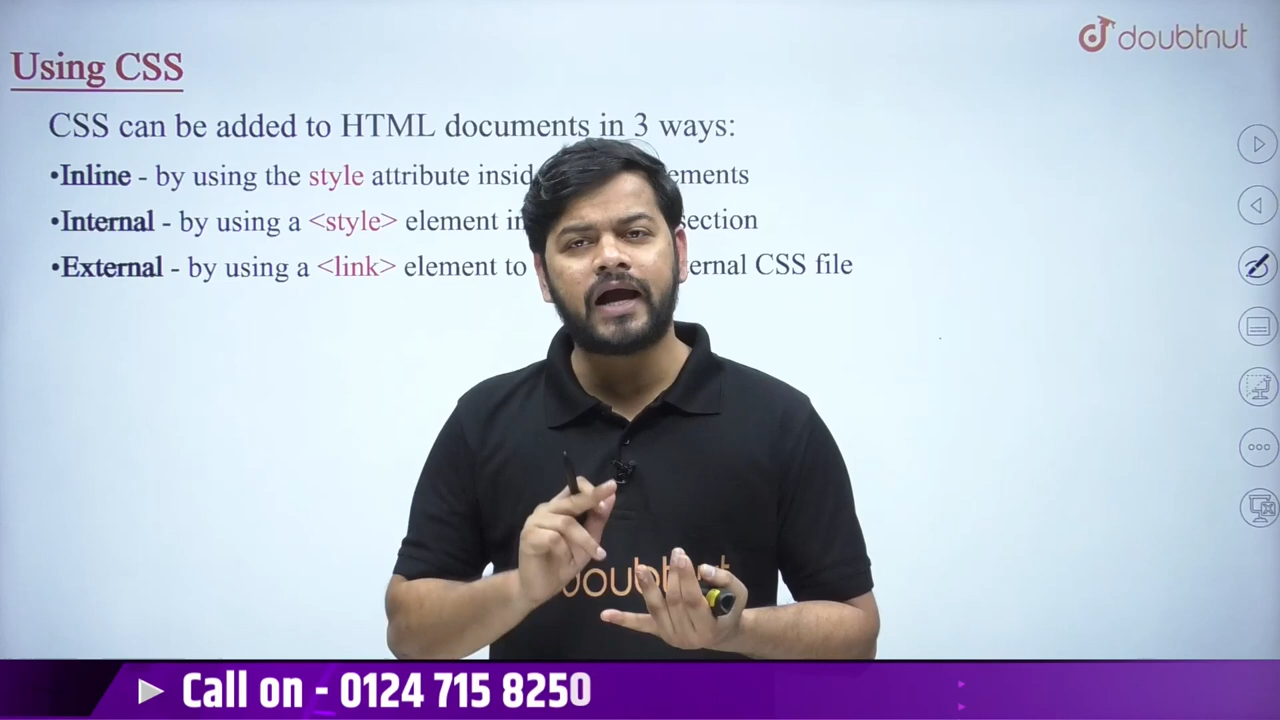 doubtnut
Using CSS
CSS can be added to HTML documents in 3 ways:
•Inline - by using the style attribute insid ements
•Internal - by using a <style> element in section
•External - by using a <link> element to ernal CSS file
doubtnut
Call on - 0124 715 8250